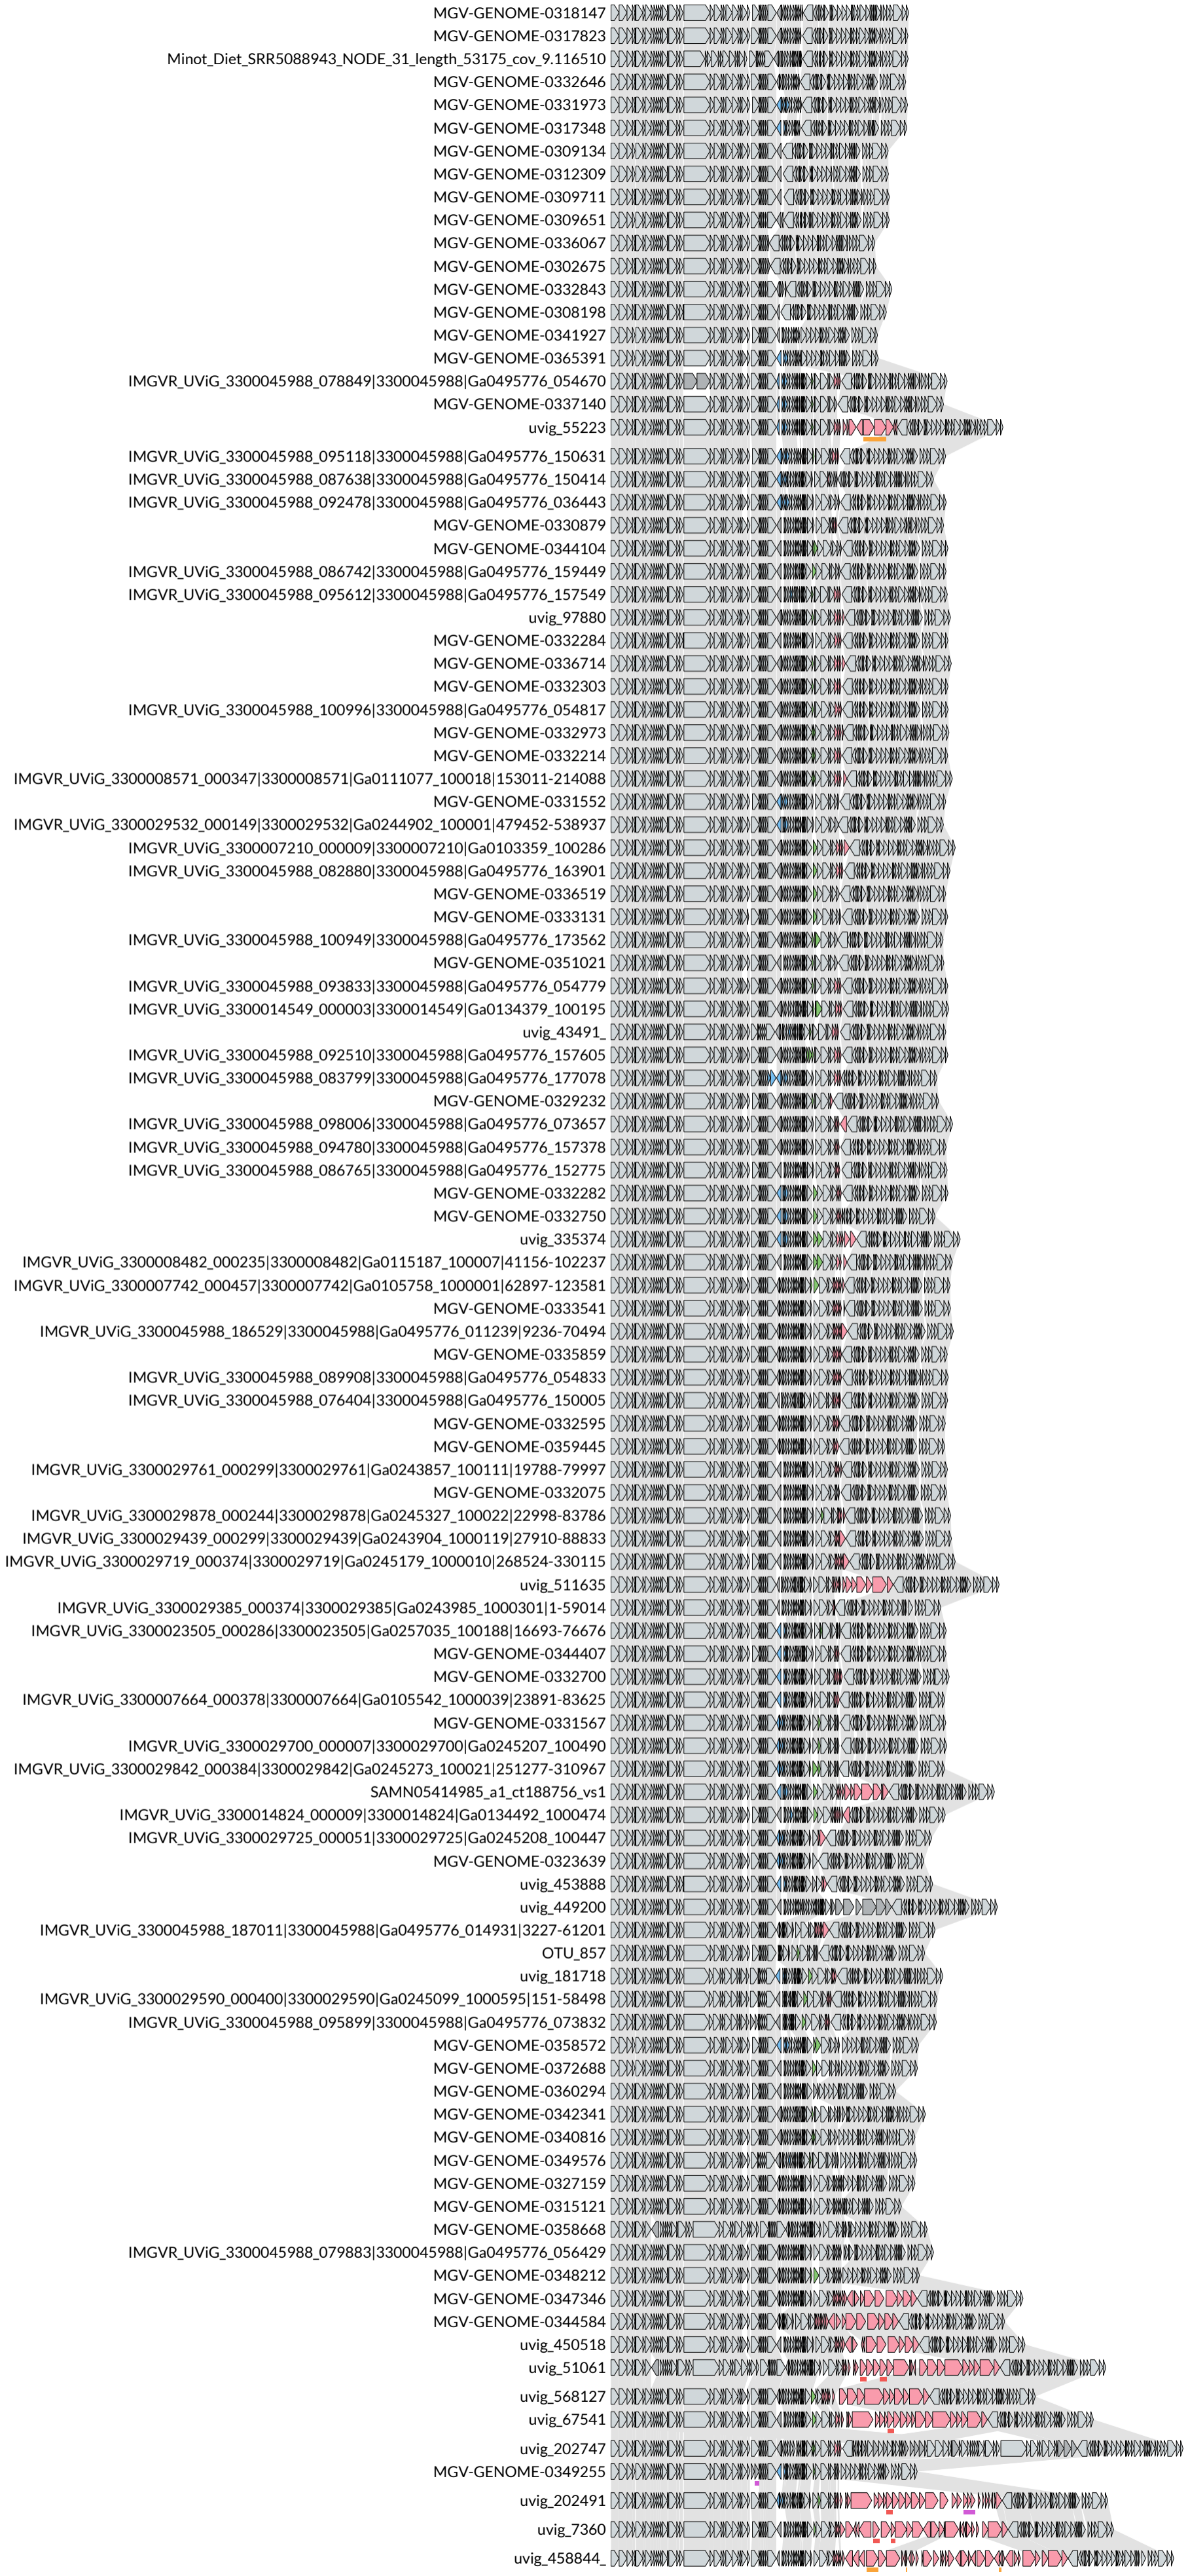 MGV-GENOME-0318147
MGV-GENOME-0317823
Minot_Diet_SRR5088943_NODE_31_length_53175_cov_9.116510
MGV-GENOME-0332646
MGV-GENOME-0331973
MGV-GENOME-0317348
MGV-GENOME-0309134
MGV-GENOME-0312309
MGV-GENOME-0309711
MGV-GENOME-0309651
MGV-GENOME-0336067
MGV-GENOME-0302675
MGV-GENOME-0332843
MGV-GENOME-0308198
MGV-GENOME-0341927
MGV-GENOME-0365391
IMGVR_UViG_3300045988_078849|3300045988|Ga0495776_054670
MGV-GENOME-0337140
uvig_55223
IMGVR_UViG_3300045988_095118|3300045988|Ga0495776_150631
IMGVR_UViG_3300045988_087638|3300045988|Ga0495776_150414
IMGVR_UViG_3300045988_092478|3300045988|Ga0495776_036443
MGV-GENOME-0330879
MGV-GENOME-0344104
IMGVR_UViG_3300045988_086742|3300045988|Ga0495776_159449
IMGVR_UViG_3300045988_095612|3300045988|Ga0495776_157549
uvig_97880
MGV-GENOME-0332284
MGV-GENOME-0336714
MGV-GENOME-0332303
IMGVR_UViG_3300045988_100996|3300045988|Ga0495776_054817
MGV-GENOME-0332973
MGV-GENOME-0332214
IMGVR_UViG_3300008571_000347|3300008571|Ga0111077_100018|153011-214088
MGV-GENOME-0331552
IMGVR_UViG_3300029532_000149|3300029532|Ga0244902_100001|479452-538937
IMGVR_UViG_3300007210_000009|3300007210|Ga0103359_100286
IMGVR_UViG_3300045988_082880|3300045988|Ga0495776_163901
MGV-GENOME-0336519
MGV-GENOME-0333131
IMGVR_UViG_3300045988_100949|3300045988|Ga0495776_173562
MGV-GENOME-0351021
IMGVR_UViG_3300045988_093833|3300045988|Ga0495776_054779
IMGVR_UViG_3300014549_000003|3300014549|Ga0134379_100195
uvig_43491_
IMGVR_UViG_3300045988_092510|3300045988|Ga0495776_157605
IMGVR_UViG_3300045988_083799|3300045988|Ga0495776_177078
MGV-GENOME-0329232
IMGVR_UViG_3300045988_098006|3300045988|Ga0495776_073657
IMGVR_UViG_3300045988_094780|3300045988|Ga0495776_157378
IMGVR_UViG_3300045988_086765|3300045988|Ga0495776_152775
MGV-GENOME-0332282
MGV-GENOME-0332750
uvig_335374
IMGVR_UViG_3300008482_000235|3300008482|Ga0115187_100007|41156-102237
IMGVR_UViG_3300007742_000457|3300007742|Ga0105758_1000001|62897-123581
MGV-GENOME-0333541
IMGVR_UViG_3300045988_186529|3300045988|Ga0495776_011239|9236-70494
MGV-GENOME-0335859
IMGVR_UViG_3300045988_089908|3300045988|Ga0495776_054833
IMGVR_UViG_3300045988_076404|3300045988|Ga0495776_150005
MGV-GENOME-0332595
MGV-GENOME-0359445
IMGVR_UViG_3300029761_000299|3300029761|Ga0243857_100111|19788-79997
MGV-GENOME-0332075
IMGVR_UViG_3300029878_000244|3300029878|Ga0245327_100022|22998-83786
IMGVR_UViG_3300029439_000299|3300029439|Ga0243904_1000119|27910-88833
IMGVR_UViG_3300029719_000374|3300029719|Ga0245179_1000010|268524-330115
uvig_511635
IMGVR_UViG_3300029385_000374|3300029385|Ga0243985_1000301|1-59014
IMGVR_UViG_3300023505_000286|3300023505|Ga0257035_100188|16693-76676
MGV-GENOME-0344407
MGV-GENOME-0332700
IMGVR_UViG_3300007664_000378|3300007664|Ga0105542_1000039|23891-83625
MGV-GENOME-0331567
IMGVR_UViG_3300029700_000007|3300029700|Ga0245207_100490
IMGVR_UViG_3300029842_000384|3300029842|Ga0245273_100021|251277-310967
SAMN05414985_a1_ct188756_vs1
IMGVR_UViG_3300014824_000009|3300014824|Ga0134492_1000474
IMGVR_UViG_3300029725_000051|3300029725|Ga0245208_100447
MGV-GENOME-0323639
uvig_453888
uvig_449200
IMGVR_UViG_3300045988_187011|3300045988|Ga0495776_014931|3227-61201
OTU_857
uvig_181718
IMGVR_UViG_3300029590_000400|3300029590|Ga0245099_1000595|151-58498
IMGVR_UViG_3300045988_095899|3300045988|Ga0495776_073832
MGV-GENOME-0358572
MGV-GENOME-0372688
MGV-GENOME-0360294
MGV-GENOME-0342341
MGV-GENOME-0340816
MGV-GENOME-0349576
MGV-GENOME-0327159
MGV-GENOME-0315121
MGV-GENOME-0358668
IMGVR_UViG_3300045988_079883|3300045988|Ga0495776_056429
MGV-GENOME-0348212
MGV-GENOME-0347346
MGV-GENOME-0344584
uvig_450518
uvig_51061
uvig_568127
uvig_67541
uvig_202747
MGV-GENOME-0349255
uvig_202491
uvig_7360
uvig_458844_